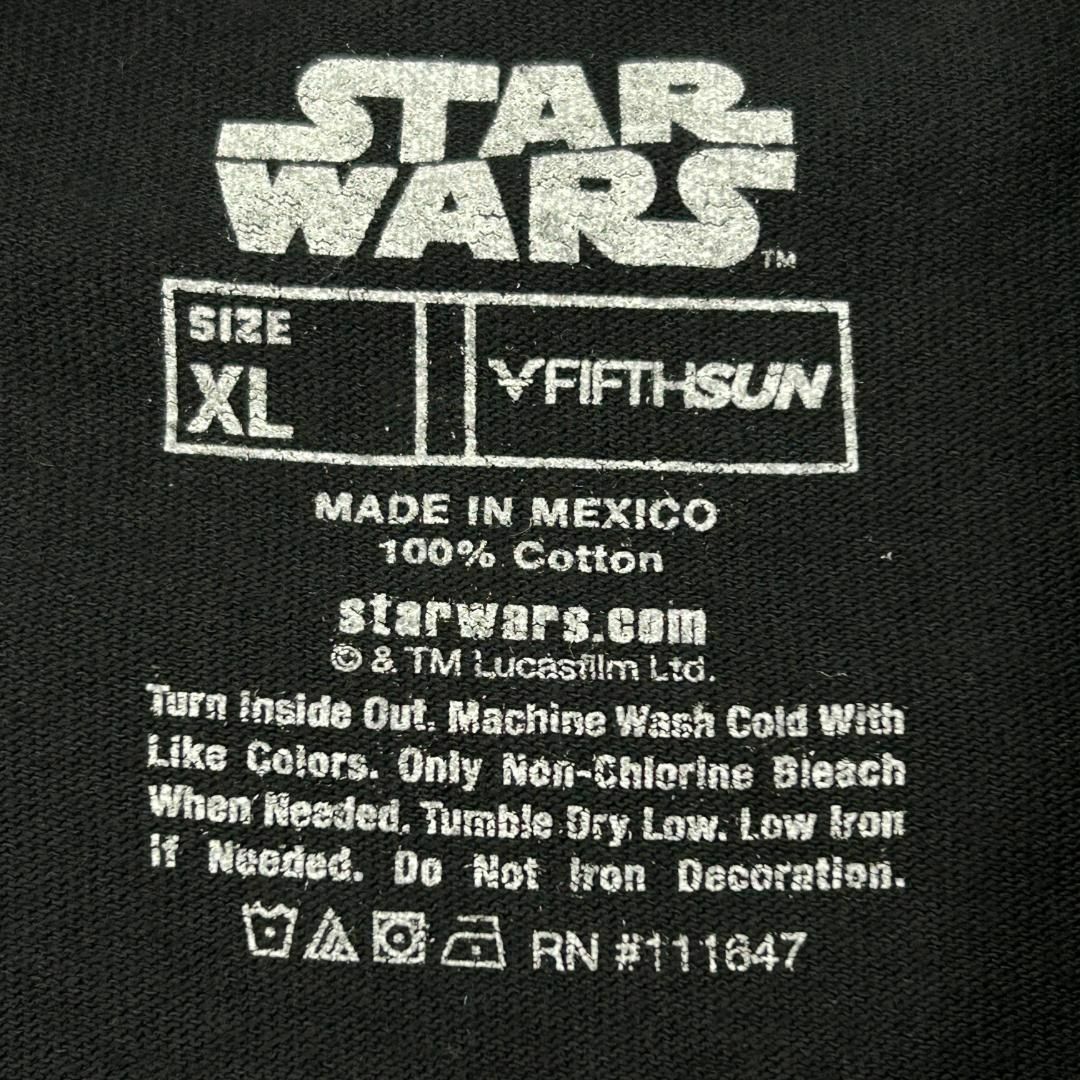 STAR
WARS
TM
SIZE
XL
FIFTHSUN
MADE IN MEXICO
100% Cotton
starwars.com
© & TM Lucasfilm Ltd.
Turn Inside Out. Machine Wash Cold With
Like Colors. Only Non-Chlorine Bleach
When Needed. Tumble Dry Low. Low Iron
If Needed. Do Not Iron Decoration.
RN #111647